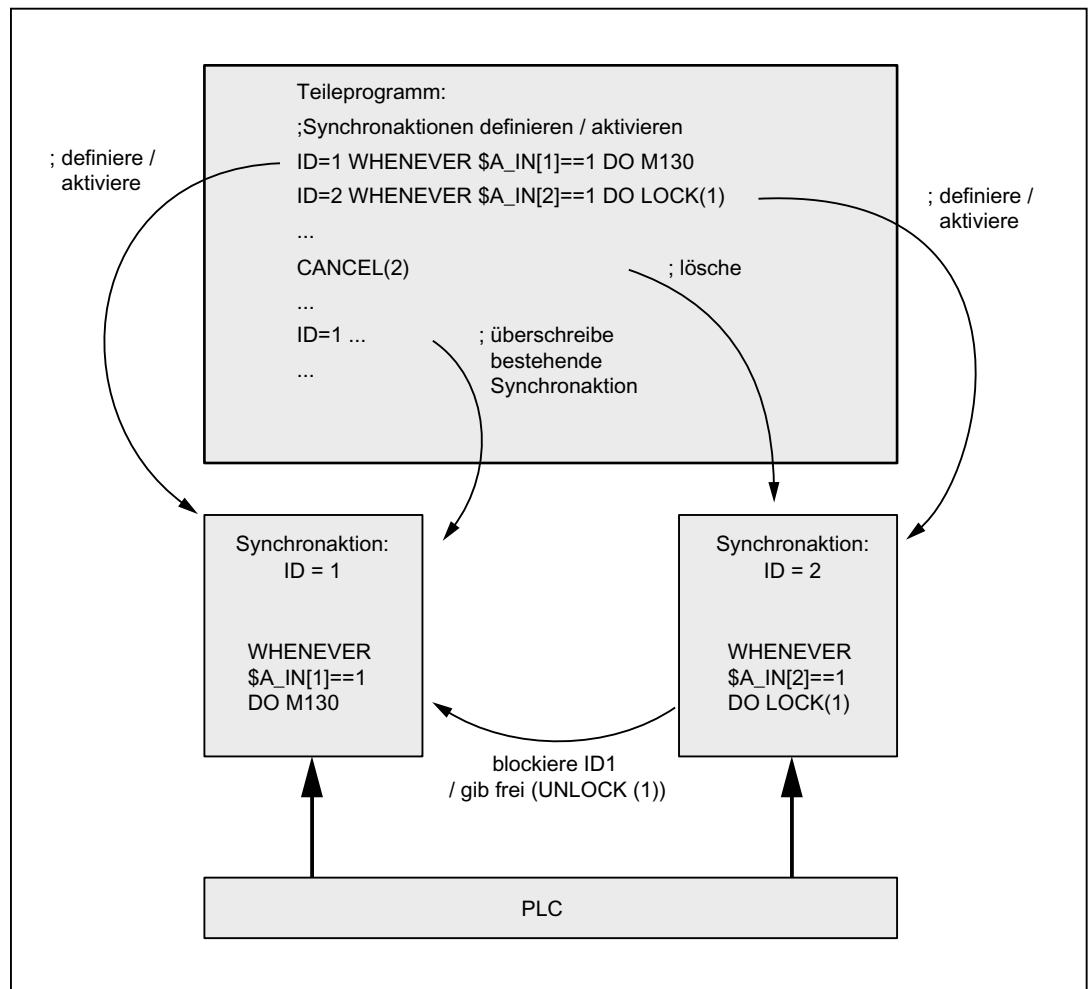 Teileprogramm:
;Synchronaktionen definieren / aktivieren
; definiere /
aktiviere
ID=1 WHENEVER $A_IN[1]==1 DO M130
ID=2 WHENEVER $A_IN[2]==1 DO LOCK(1)
; definiere /
aktiviere
...
CANCEL(2)
; lösche
...
ID=1 ...
; überschreibe
bestehende
Synchronaktion
...
Synchronaktion:
ID = 1
WHENEVER
$A_IN[1]==1
DO M130
Synchronaktion:
ID = 2
WHENEVER
$A_IN[2]==1
DO LOCK(1)
blockiere ID1
/ gib frei (UNLOCK (1))
PLC